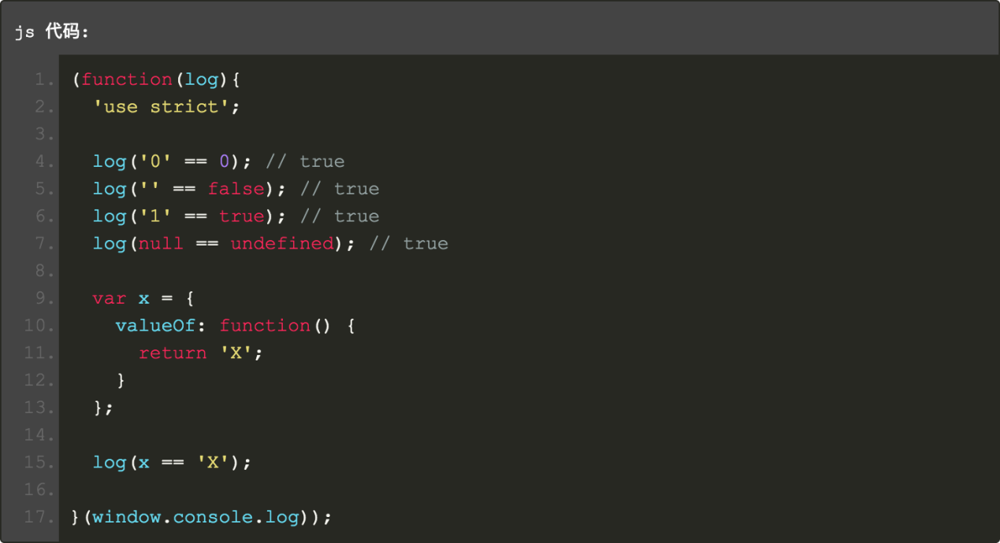 js 代码:
1. (function(log){
2.   'use strict';
3.
4.   log('0' == 0); // true
5.   log('' == false); // true
6.   log('1' == true); // true
7.   log(null == undefined); // true
8.
9.   var x = {
10.     valueOf: function() {
11.       return 'X';
12.     }
13.   };
14.
15.   log(x == 'X');
16.
17. }(window.console.log));